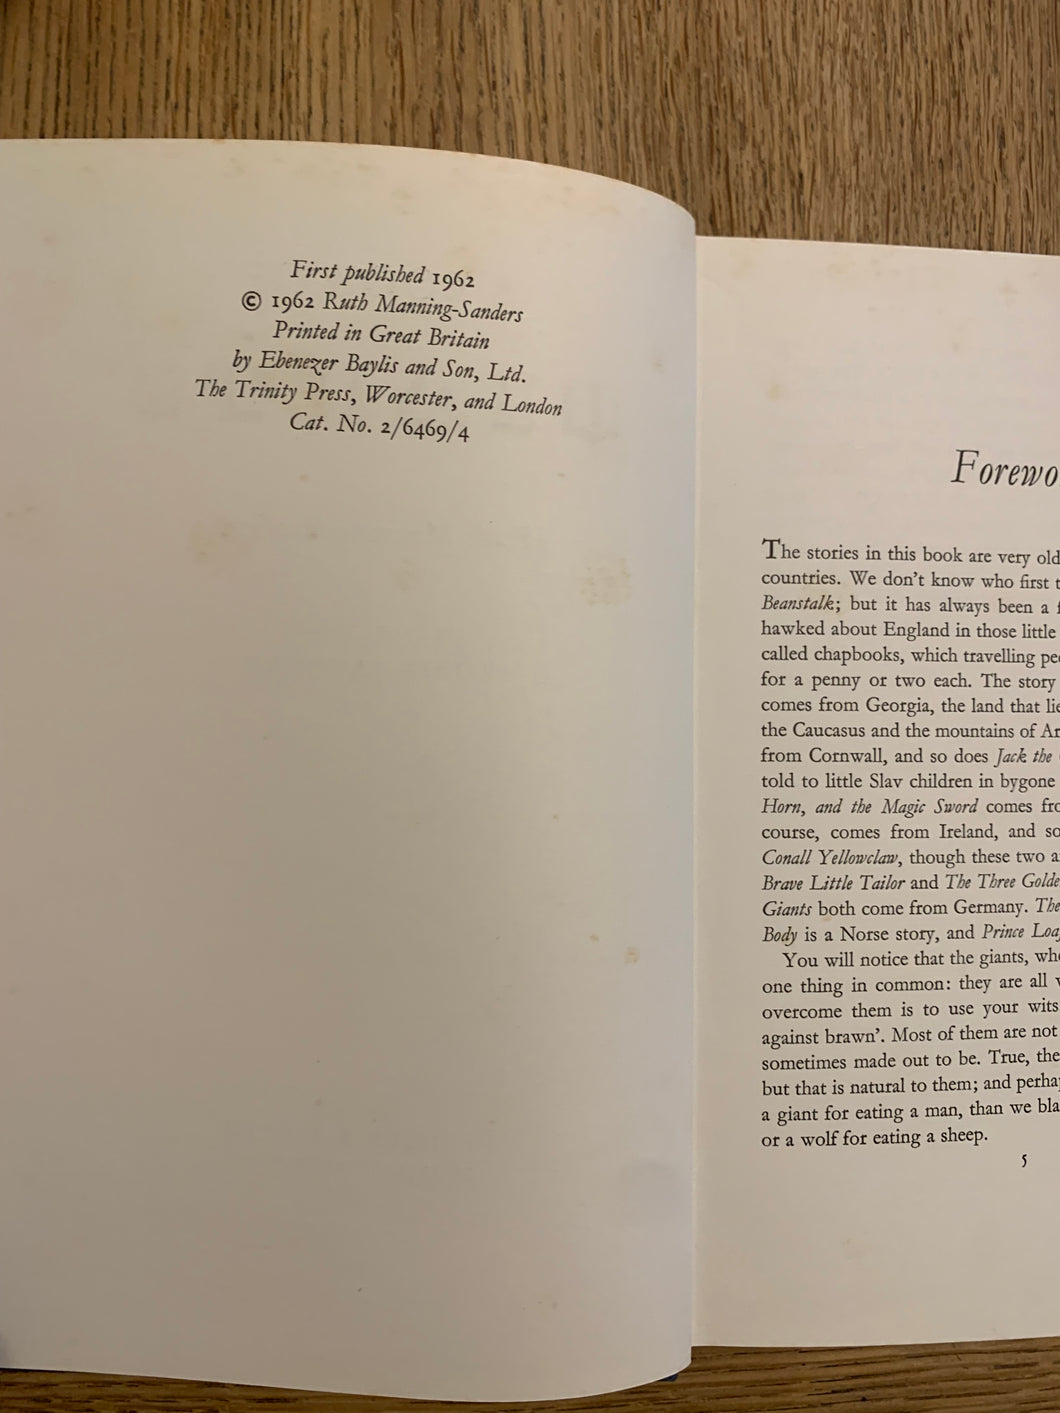 First published 1962
© 1962 Ruth Manning-Sanders
Printed in Great Britain
by Ebenezer Baylis and Son, Ltd.
The Trinity Press, Worcester, and London
Cat. No. 2/6469/4
Forewo
The stories in this book are very old
countries. We don't know who first t
Beanstalk; but it has always been a f
hawked about England in those little
called chapbooks, which travelling pe
for a penny or two each. The story
comes from Georgia, the land that lie
the Caucasus and the mountains of Ar
from Cornwall, and so does Jack the
told to little Slav children in bygone
Horn, and the Magic Sword comes fro
course, comes from Ireland, and so
Conall Yellowclaw, though these two a
Brave Little Tailor and The Three Golde
Giants both come from Germany. The
Body is a Norse story, and Prince Loa
You will notice that the giants, who
one thing in common: they are all
overcome them is to use your wits
against brawn'. Most of them are not
sometimes made out to be. True, the
but that is natural to them; and perhap
a giant for eating a man, than we bla
or a wolf for eating a sheep.
5